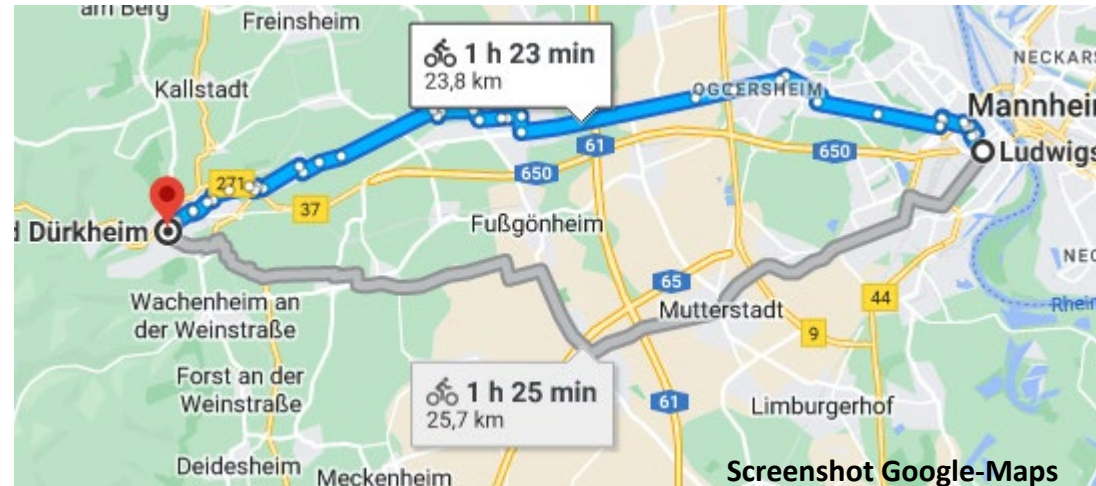 am Berg
Freinsheim
1 h 23 min
23,8 km
NECKARS
Kallstadt
OGGERSHEIM
Mannhei
61
650
650
Ludwigs
271
37
d Dürkheim
Fußgönheim
NEC
65
Wachenheim an
der Weinstraße
Mutterstadt
44
Rhein
9
1 h 25 min
25,7 km
Forst an der
Weinstraße
61
Limburgerhof
Deidesheim
Meckenheim
Screenshot Google-Maps